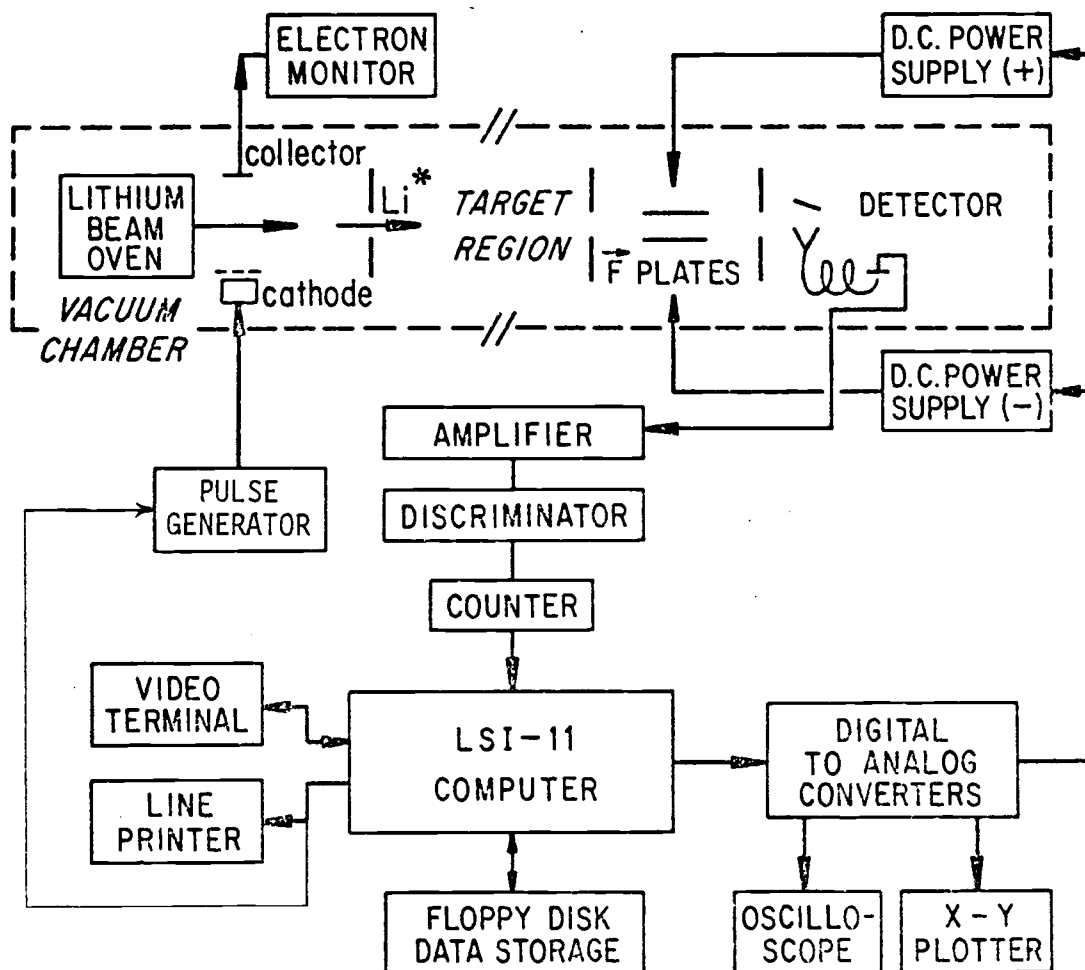 ELECTRON
MONITOR
D.C. POWER
SUPPLY (+)
collector
LITHIUM
BEAM
OVEN
Li*
TARGET
REGION
F PLATES
DETECTOR
cathode
VACUUM
CHAMBER
D.C. POWER
SUPPLY (-)
AMPLIFIER
PULSE
GENERATOR
DISCRIMINATOR
COUNTER
VIDEO
TERMINAL
LSI-11
COMPUTER
DIGITAL
TO ANALOG
CONVERTERS
LINE
PRINTER
FLOPPY DISK
DATA STORAGE
OSCILLO-
SCOPE
X-Y
PLOTTER